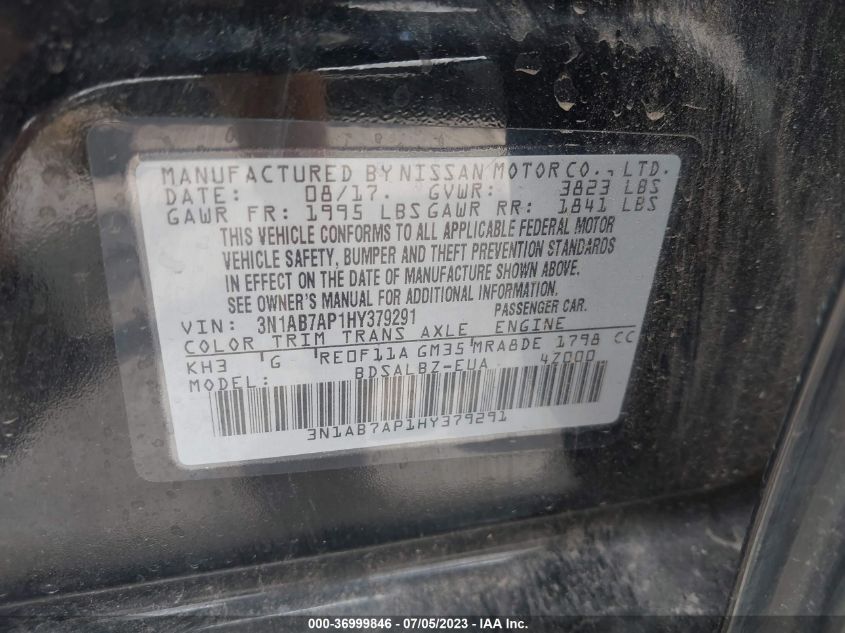 MANUFACTURED BY NISSAN MOTOR CO., LTD.
DATE: 08/17. GVWR: 3823 LBS
GAWR FR: 1995 LBS GAWR RR: 1841 LBS
THIS VEHICLE CONFORMS TO ALL APPLICABLE FEDERAL MOTOR
VEHICLE SAFETY, BUMPER AND THEFT PREVENTION STANDARDS
IN EFFECT ON THE DATE OF MANUFACTURE SHOWN ABOVE.
SEE OWNER'S MANUAL FOR ADDITIONAL INFORMATION.
VIN: 3N1AB7AP1HY379291 PASSENGER CAR.
COLOR TRIM TRANS AXLE ENGINE
KH3 G RE0F11A GM35 MRA8DE 1798 CC
MODEL: BDSALBZ-EUA 4Z000
3N1AB7AP1HY379291
000-36999846 - 07/05/2023 - IAA Inc.